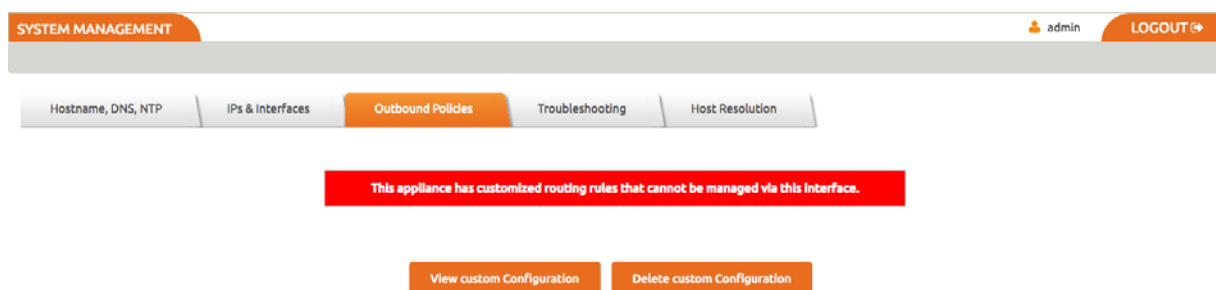 SYSTEM MANAGEMENT
admin
LOGOUT
Hostname, DNS, NTP
IPs & Interfaces
Outbound Policies
Troubleshooting
Host Resolution
This appliance has customized routing rules that cannot be managed via this interface.
View custom Configuration
Delete custom Configuration